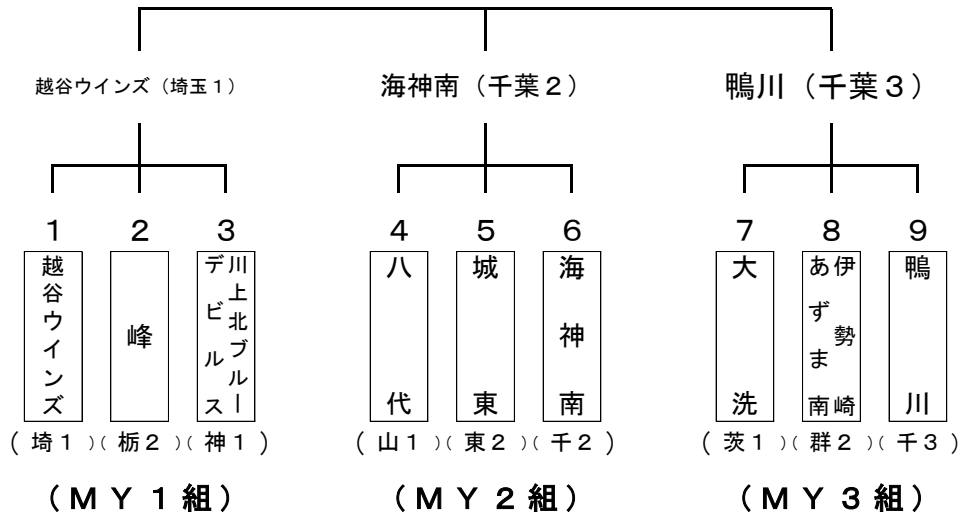 越谷ウインズ（埼玉１）
海神南（千葉２）
鴨川（千葉３）
1
2
3
4
5
6
7
8
9
越谷ウインズ
峰
川上北ブルー
デビルス
八代
城東
海神南
大洗
伊勢崎
あずま南
鴨川
（埼１）（栃２）（神１）
（山１）（東２）（千２）
（茨１）（群２）（千３）
（ＭＹ１組）
（ＭＹ２組）
（ＭＹ３組）